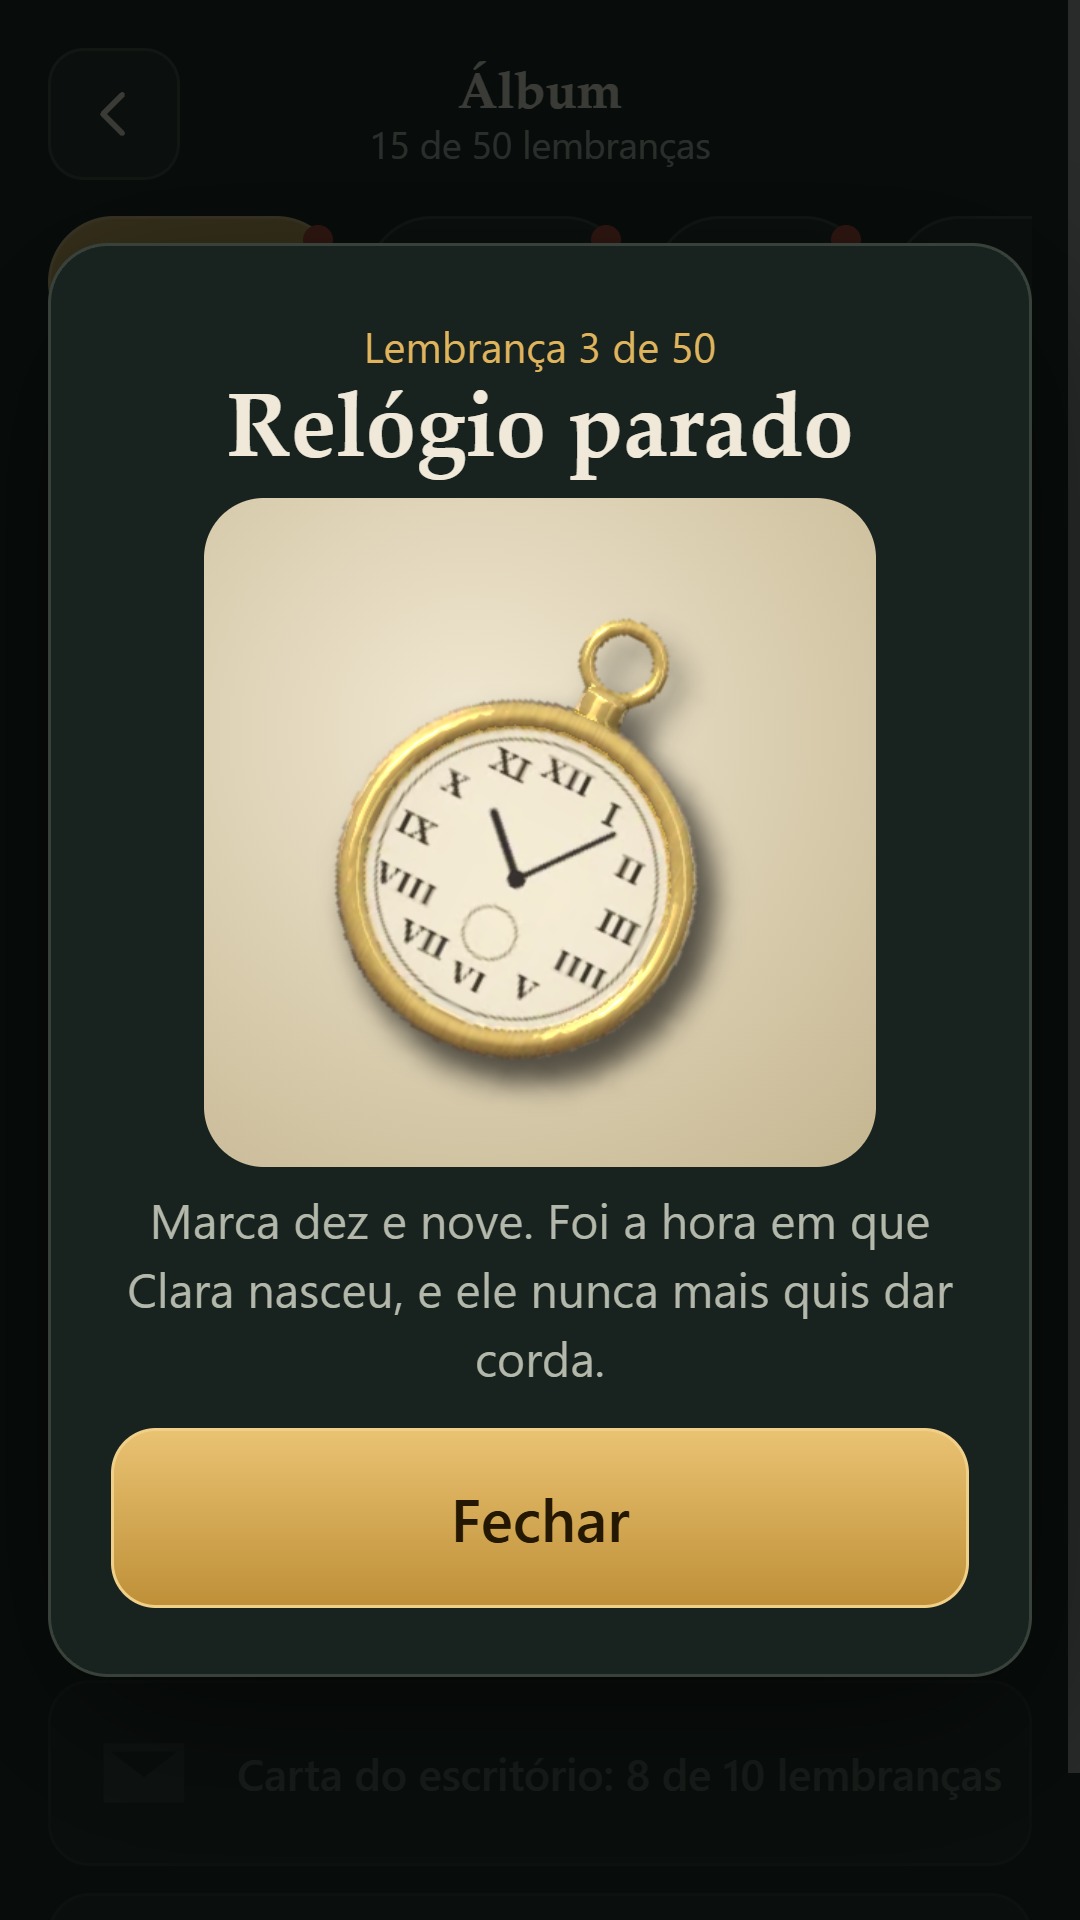 Álbum
15 de 50 lembranças
Lembrança 3 de 50
Relógio parado
XII
I
II
III
IIII
V
VI
VII
VIII
IX
X
XI
Marca dez e nove. Foi a hora em que
Clara nasceu, e ele nunca mais quis dar
corda.
Fechar
Carta do escritório: 8 de 10 lembranças